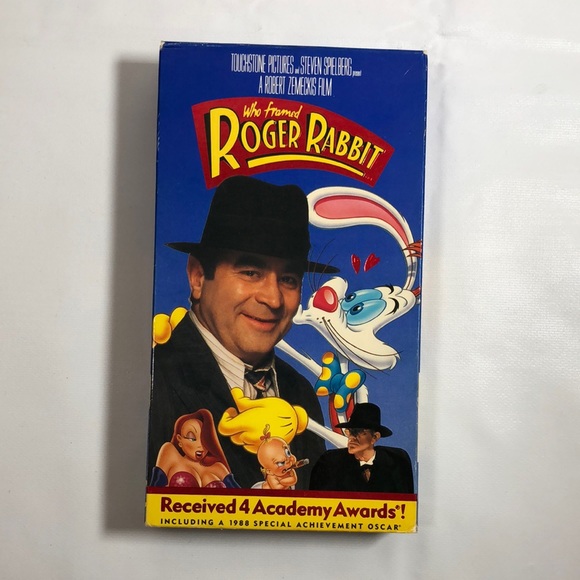 TOUCHSTONE PICTURES and STEVEN SPIELBERG present
A ROBERT ZEMECKIS FILM
Who Framed
ROGER RABBIT
Received 4 Academy Awards®!
INCLUDING A 1988 SPECIAL ACHIEVEMENT OSCAR®